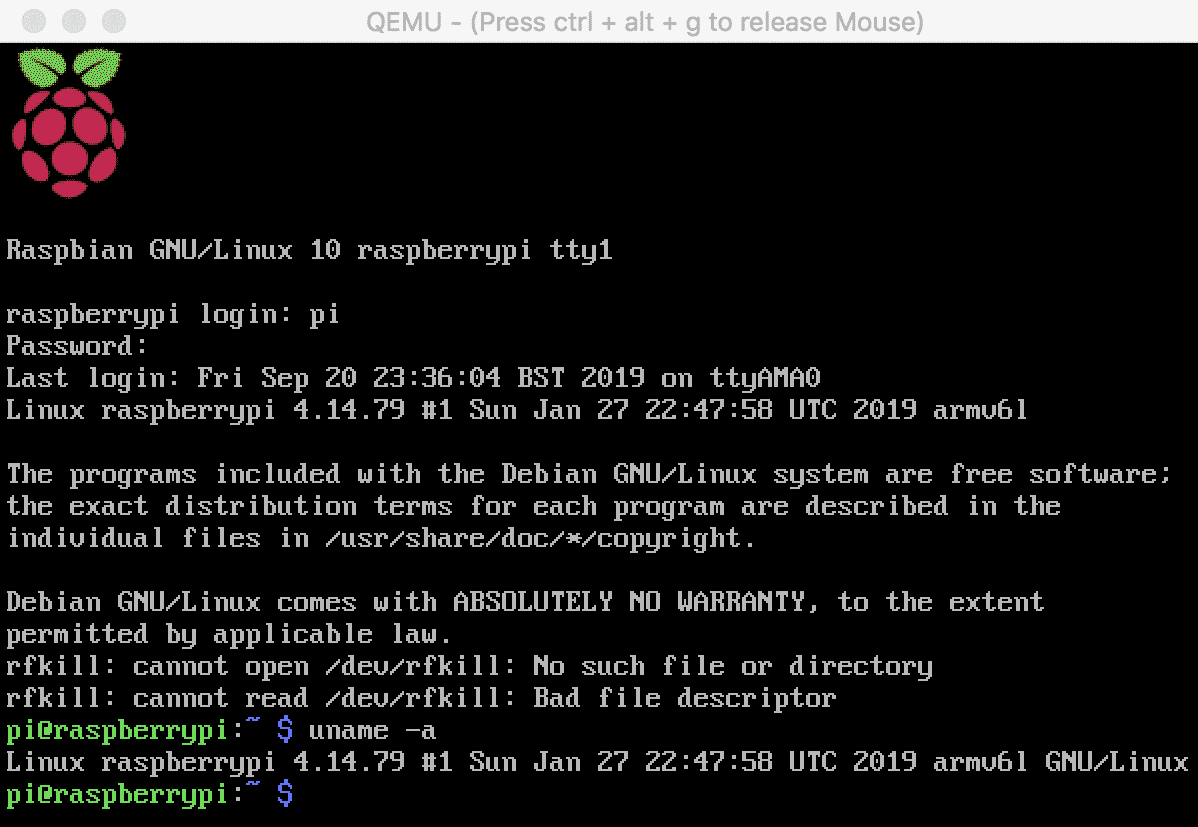 QEMU - (Press ctrl + alt + g to release Mouse)
Raspbian GNU/Linux 10 raspberrypi tty1
raspberrypi login: pi
Password:
Last login: Fri Sep 20 23:36:04 BST 2019 on ttyAMA0
Linux raspberrypi 4.14.79 #1 Sun Jan 27 22:47:58 UTC 2019 armv6l
The programs included with the Debian GNU/Linux system are free software;
the exact distribution terms for each program are described in the
individual files in /usr/share/doc/*/copyright.
Debian GNU/Linux comes with ABSOLUTELY NO WARRANTY, to the extent
permitted by applicable law.
rfkill: cannot open /dev/rfkill: No such file or directory
rfkill: cannot read /dev/rfkill: Bad file descriptor
pi@raspberrypi:~ $ uname -a
Linux raspberrypi 4.14.79 #1 Sun Jan 27 22:47:58 UTC 2019 armv6l GNU/Linux
pi@raspberrypi:~ $